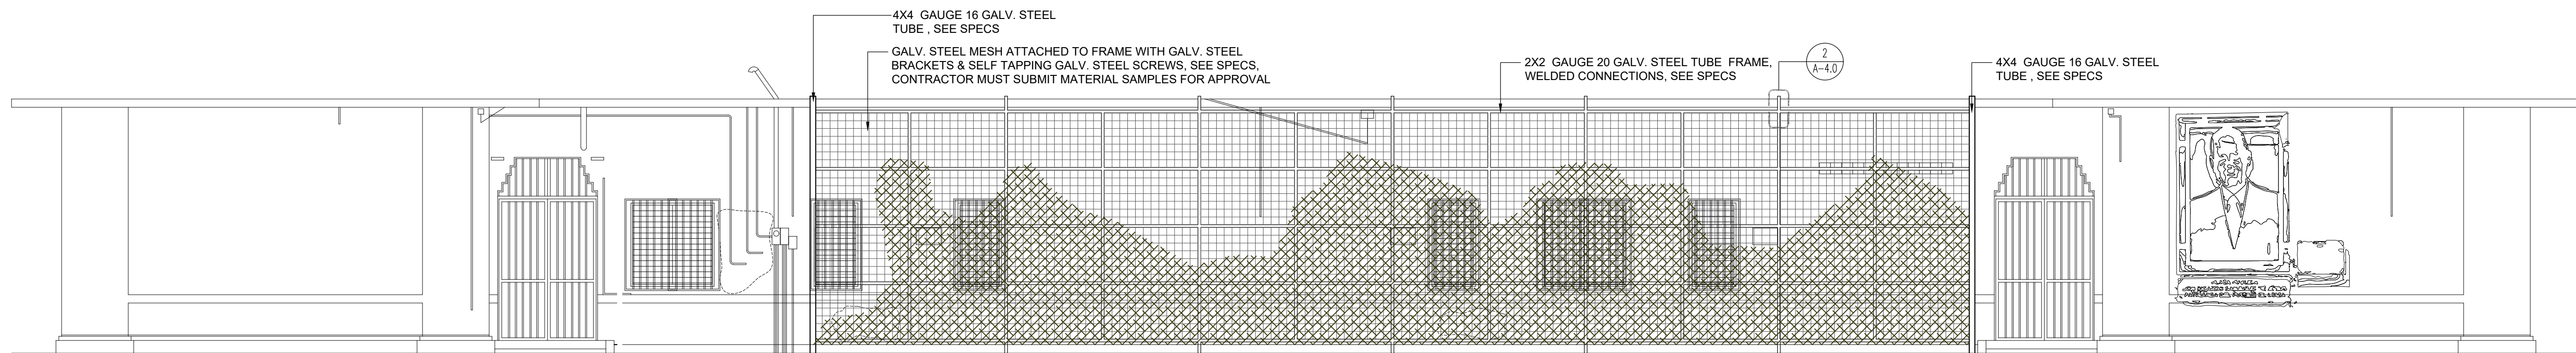 4X4 GAUGE 16 GALV. STEEL
TUBE , SEE SPECS
GALV. STEEL MESH ATTACHED TO FRAME WITH GALV. STEEL
BRACKETS & SELF TAPPING GALV. STEEL SCREWS, SEE SPECS,
CONTRACTOR MUST SUBMIT MATERIAL SAMPLES FOR APPROVAL
2X2 GAUGE 20 GALV. STEEL TUBE FRAME,
WELDED CONNECTIONS, SEE SPECS
2
A-4.0
4X4 GAUGE 16 GALV. STEEL
TUBE , SEE SPECS